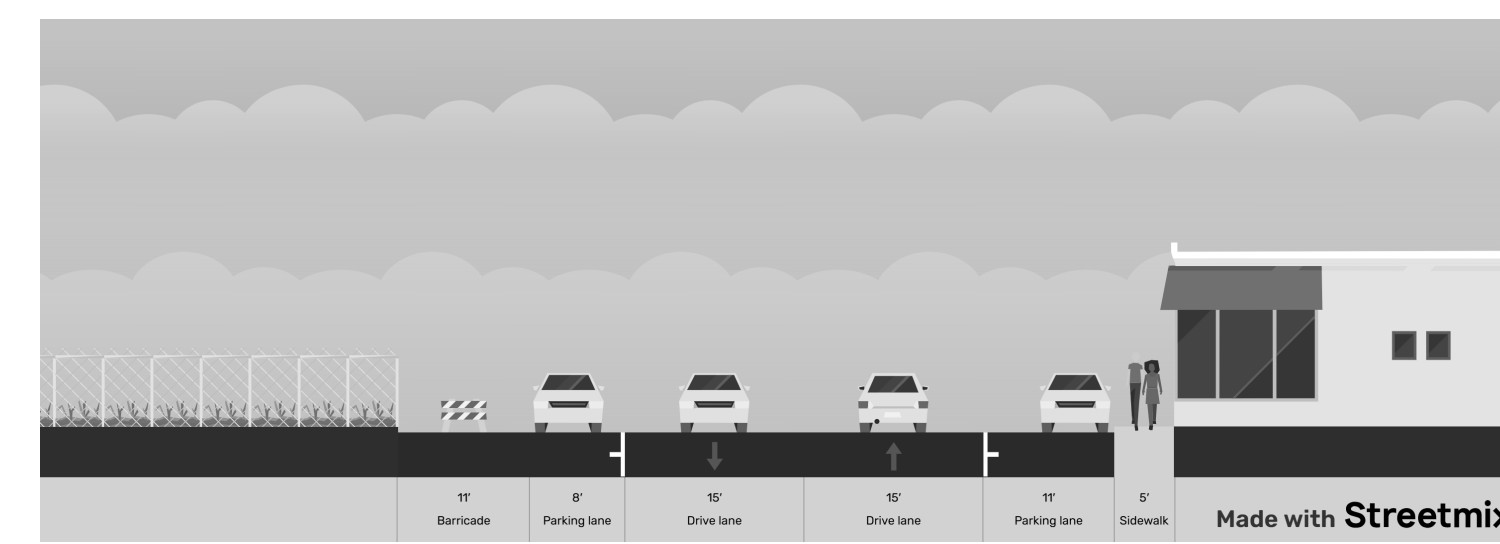 11′ 8′ 15′ 15′ 11′ 5′
Barricade Parking lane Drive lane Drive lane Parking lane Sidewalk
Made with Streetmix